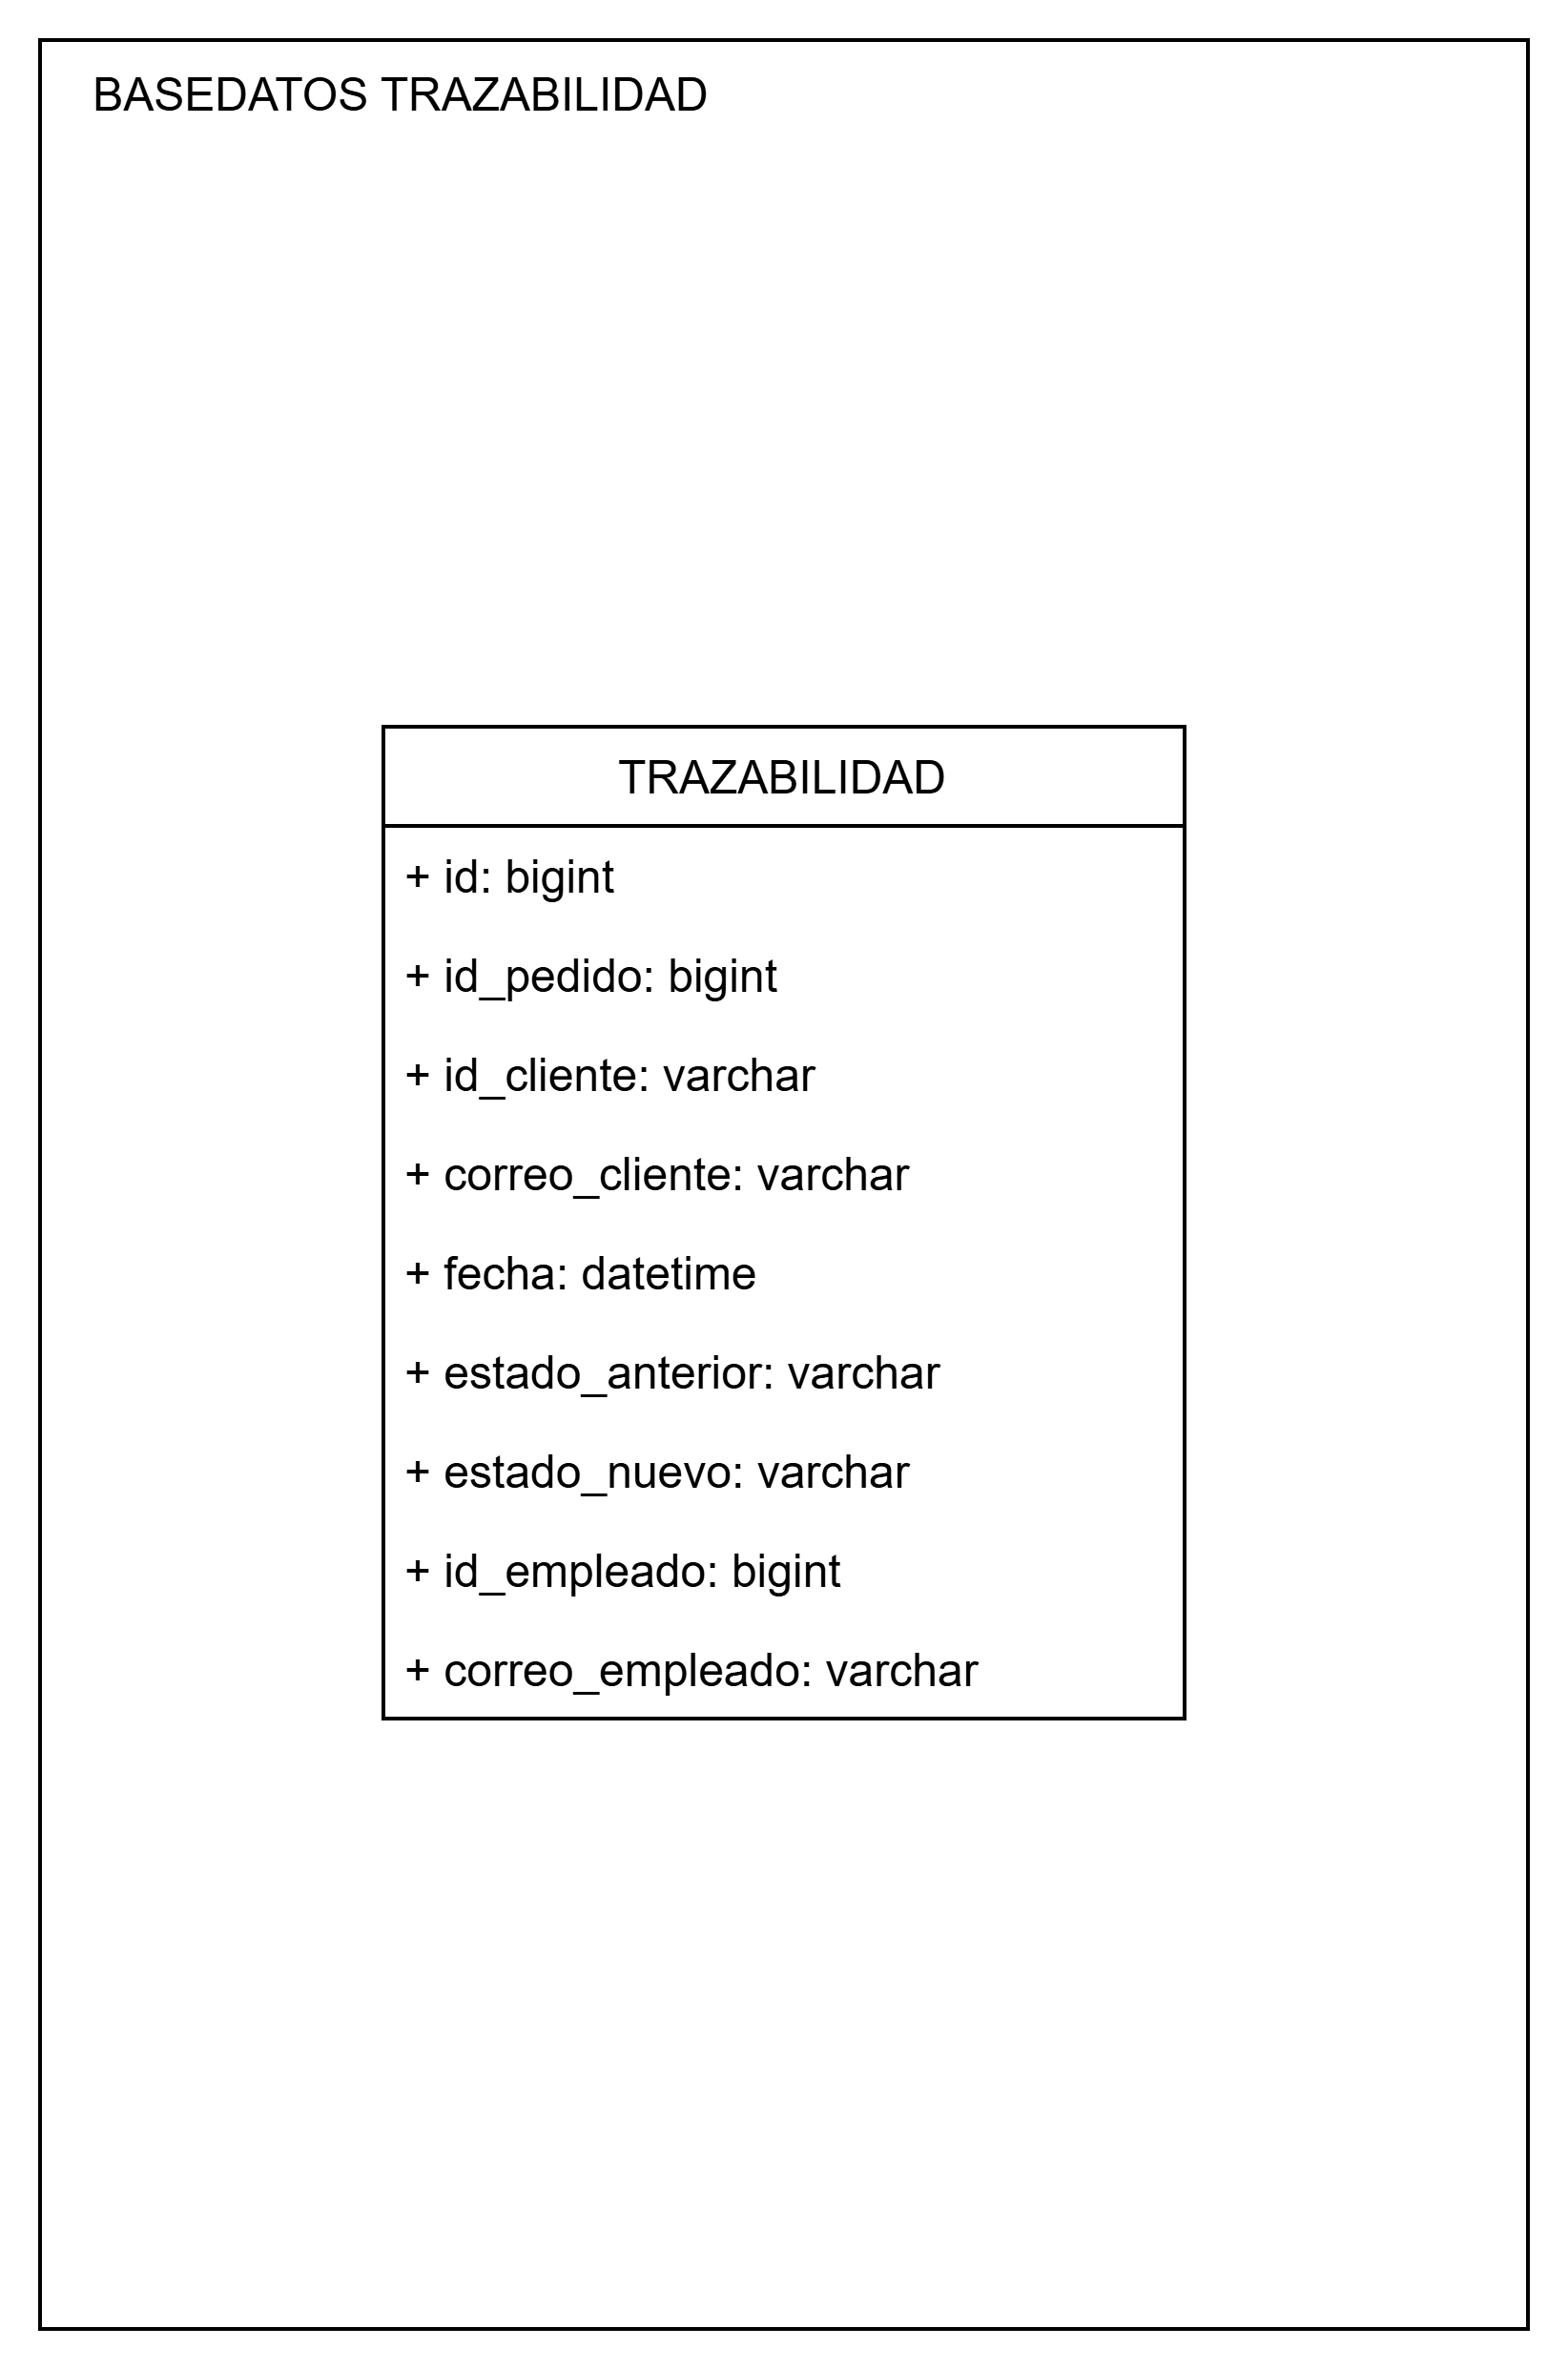 BASEDATOS TRAZABILIDAD
TRAZABILIDAD
+ id: bigint
+ id_pedido: bigint
+ id_cliente: varchar
+ correo_cliente: varchar
+ fecha: datetime
+ estado_anterior: varchar
+ estado_nuevo: varchar
+ id_empleado: bigint
+ correo_empleado: varchar